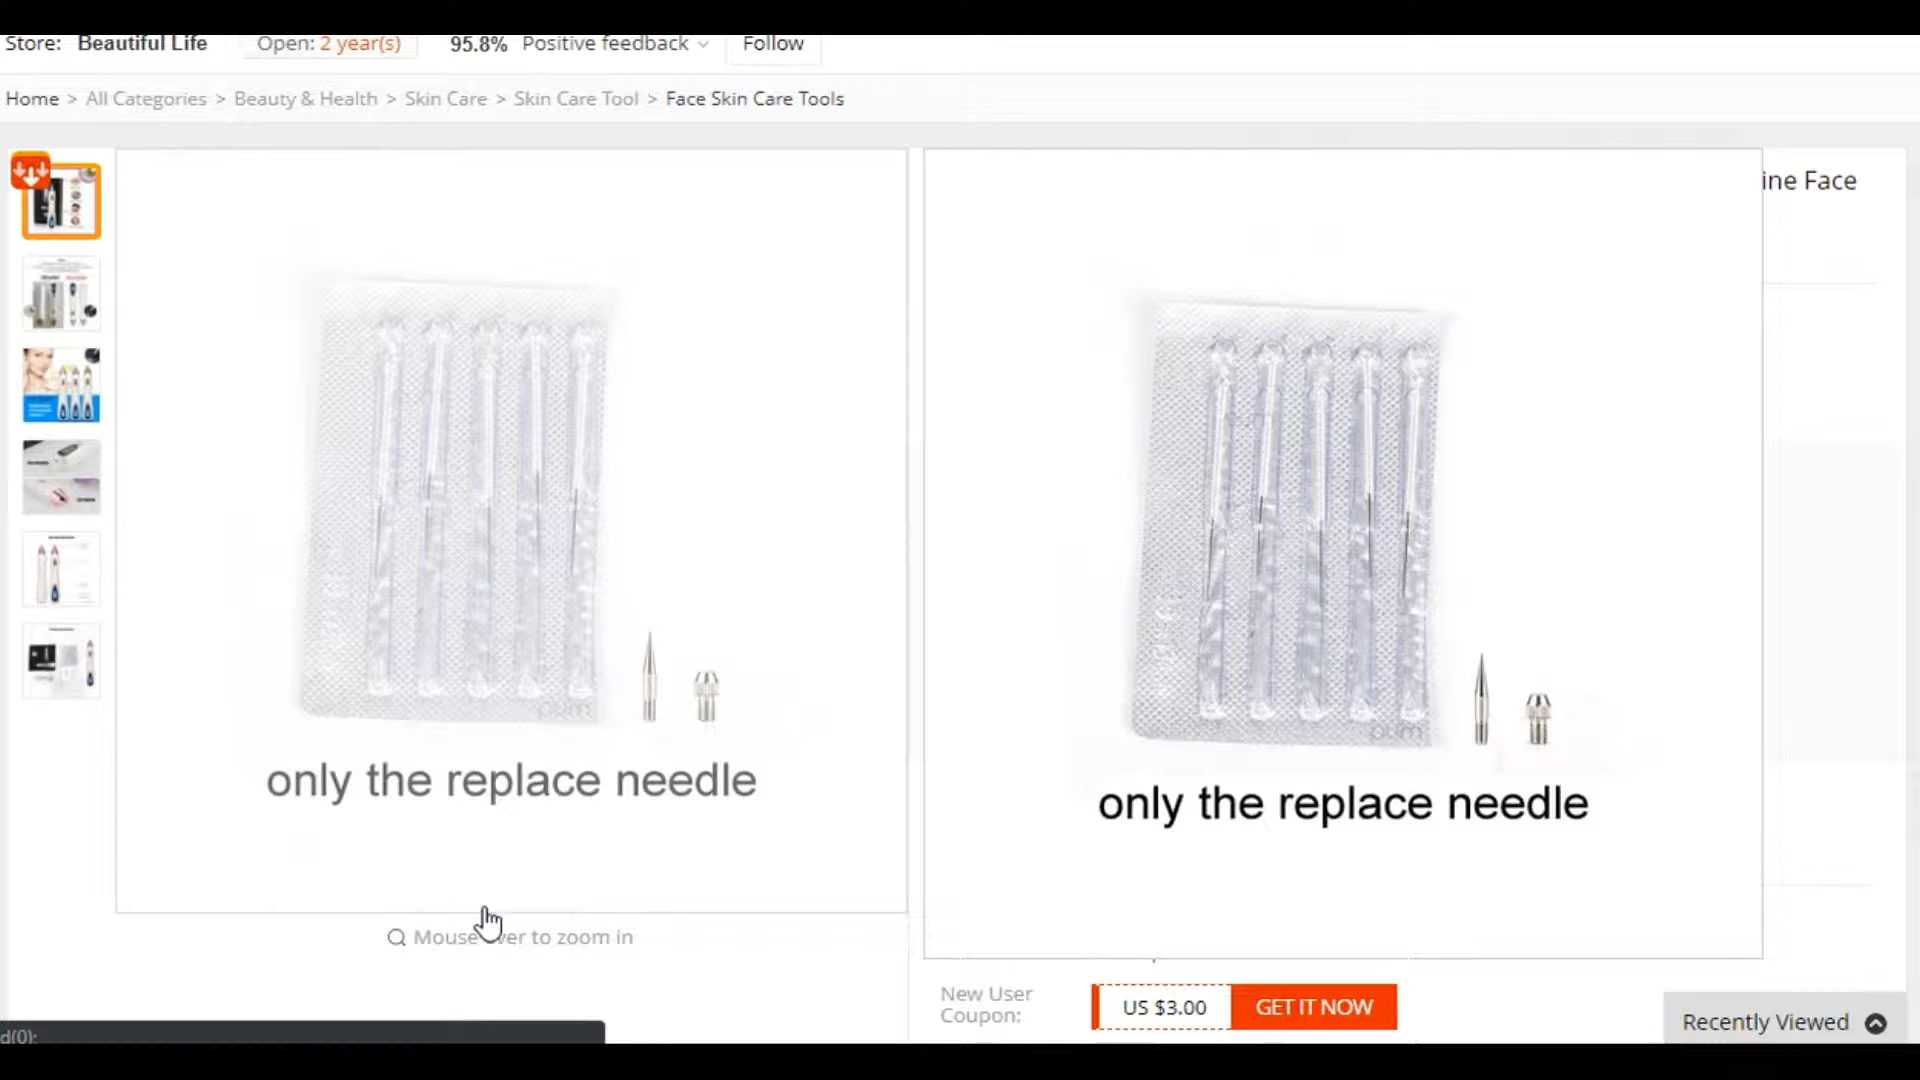 Store: Beautiful Life Open: 2 year(s) 95.8% Positive feedback Follow
Home > All Categories > Beauty & Health > Skin Care > Skin Care Tool > Face Skin Care Tools
ine Face
only the replace needle
only the replace needle
Mouse over to zoom in
New User
Coupon:
US $3.00
GET IT NOW
Recently Viewed
d(0);